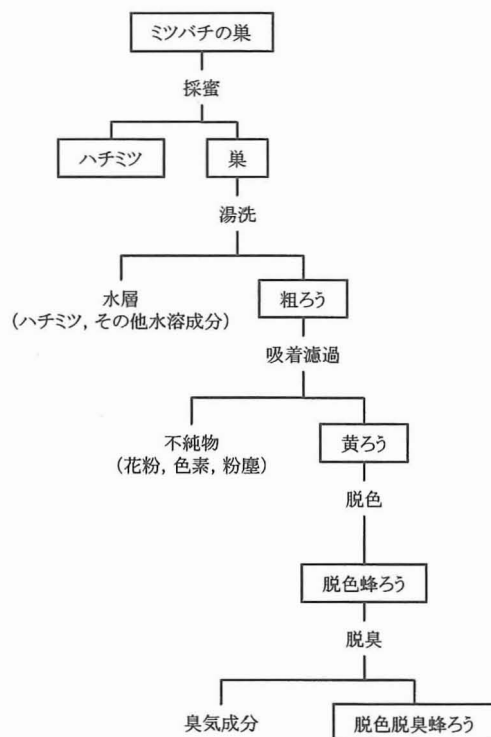 ミツバチの巣
採蜜
ハチミツ
巣
湯洗
水層
(ハチミツ, その他水溶成分)
粗ろう
吸着濾過
不純物
(花粉, 色素, 粉塵)
黄ろう
脱色
脱色蜂ろう
脱臭
臭気成分
脱色脱臭蜂ろう